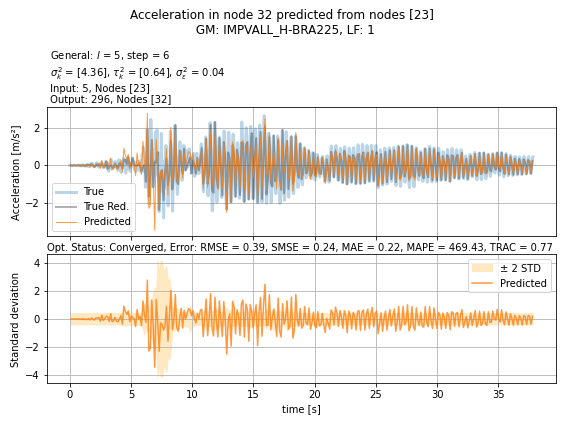 Acceleration in node 32 predicted from nodes [23]
GM: IMPVALL_H-BRA225, LF: 1
General: l = 5, step = 6
σ²ₖ = [4.36], τ²ₖ = [0.64], σ²ε = 0.04
Input: 5, Nodes [23]
Output: 296, Nodes [32]
Acceleration [m/s²]
2
0
−2
True
True Red.
Predicted
Opt. Status: Converged, Error: RMSE = 0.39, SMSE = 0.24, MAE = 0.22, MAPE = 469.43, TRAC = 0.77
Standard deviation
4
2
0
−2
−4
± 2 STD
Predicted
0 5 10 15 20 25 30 35
time [s]